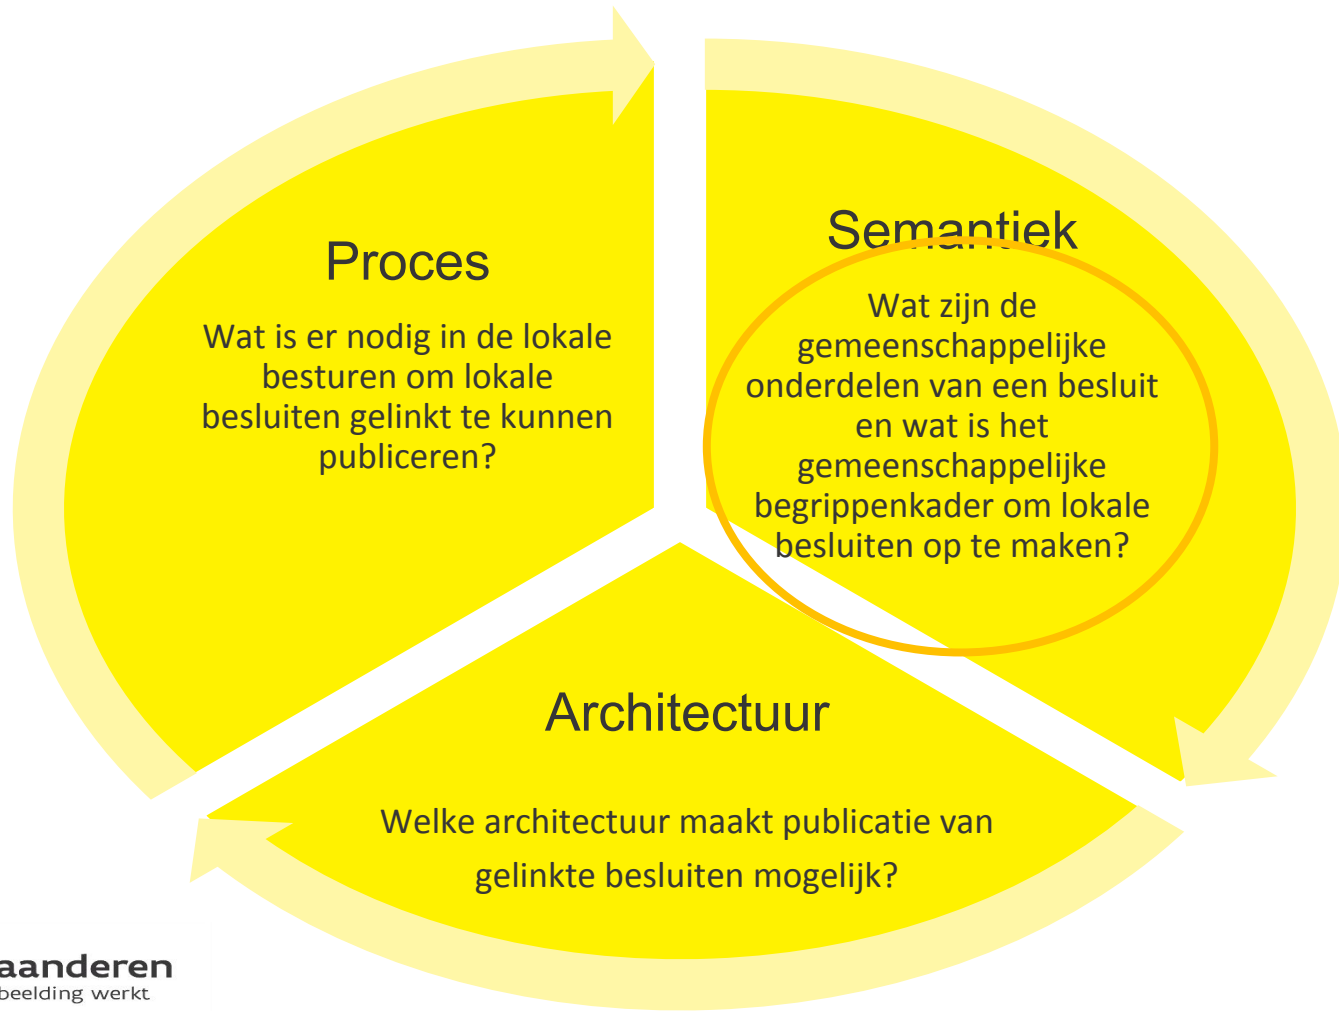 Proces
Wat is er nodig in de lokale
besturen om lokale
besluiten gelinkt te kunnen
publiceren?
Semantiek
Wat zijn de
gemeenschappelijke
onderdelen van een besluit
en wat is het
gemeenschappelijke
begrippenkader om lokale
besluiten op te maken?
Architectuur
Welke architectuur maakt publicatie van
gelinkte besluiten mogelijk?
aanderen
beelding werkt